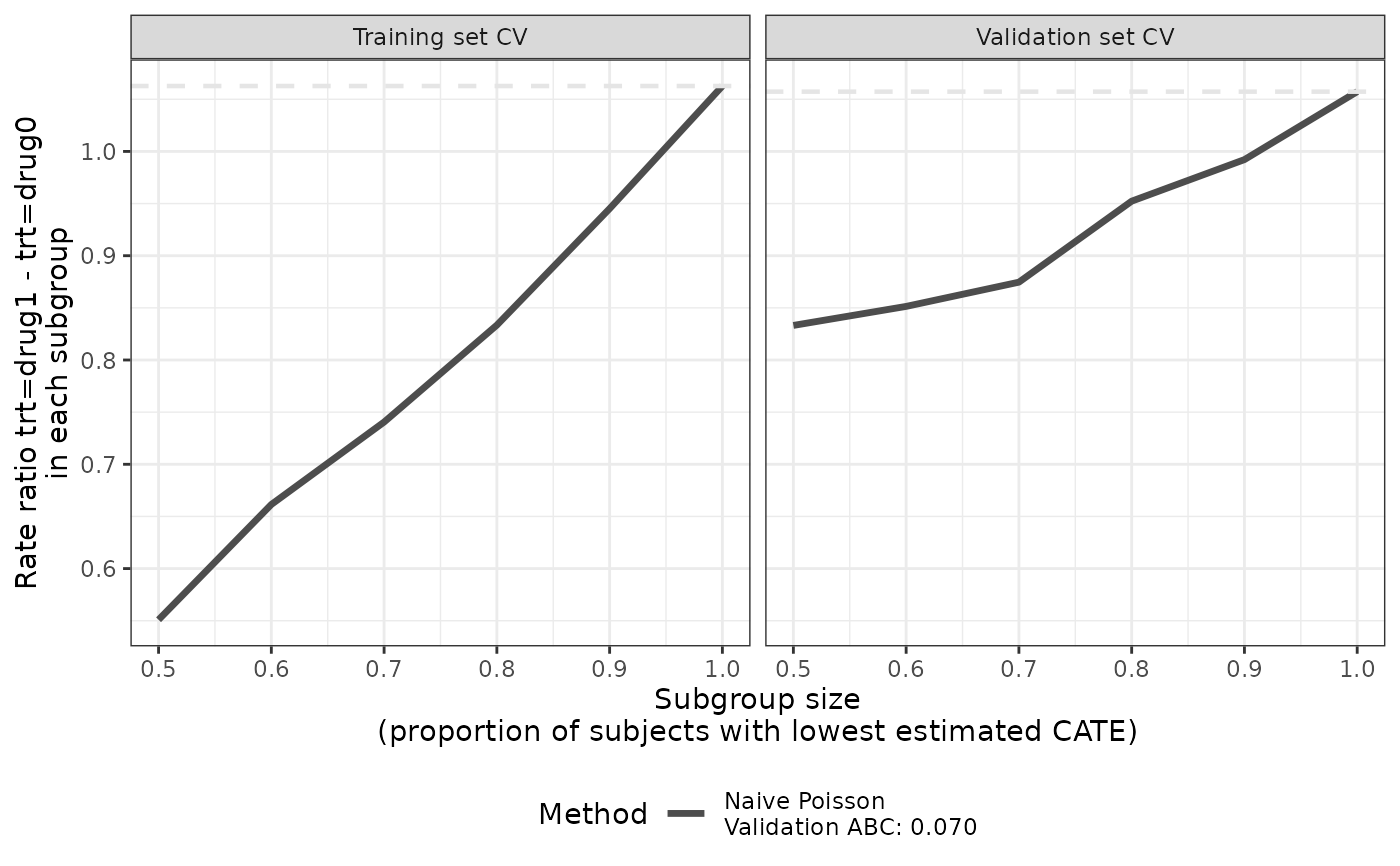 Training set CV
Validation set CV
Rate ratio trt=drug1 - trt=drug0
in each subgroup
1.0
0.9
0.8
0.7
0.6
0.5 0.6 0.7 0.8 0.9 1.0
0.5 0.6 0.7 0.8 0.9 1.0
Subgroup size
(proportion of subjects with lowest estimated CATE)
Method
Naive Poisson
Validation ABC: 0.070